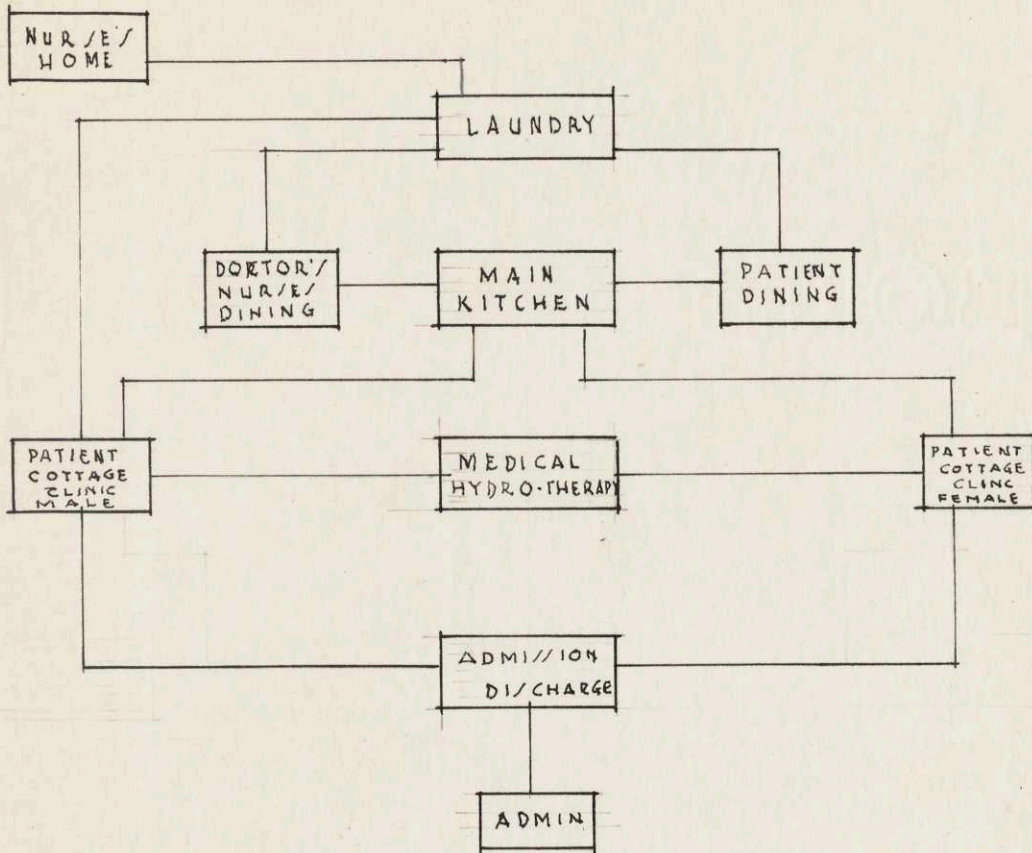 NURSE'S
HOME
LAUNDRY
DORTOR'S
NURSES
DINING
MAIN
KITCHEN
PATIENT
DINING
PATIENT
COTTAGE
CLINIC
MALE
MEDICAL
HYDRO-THERAPY
PATIENT
COTTAGE
CLINC
FEMALE
ADMISSION
DISCHARGE
ADMIN